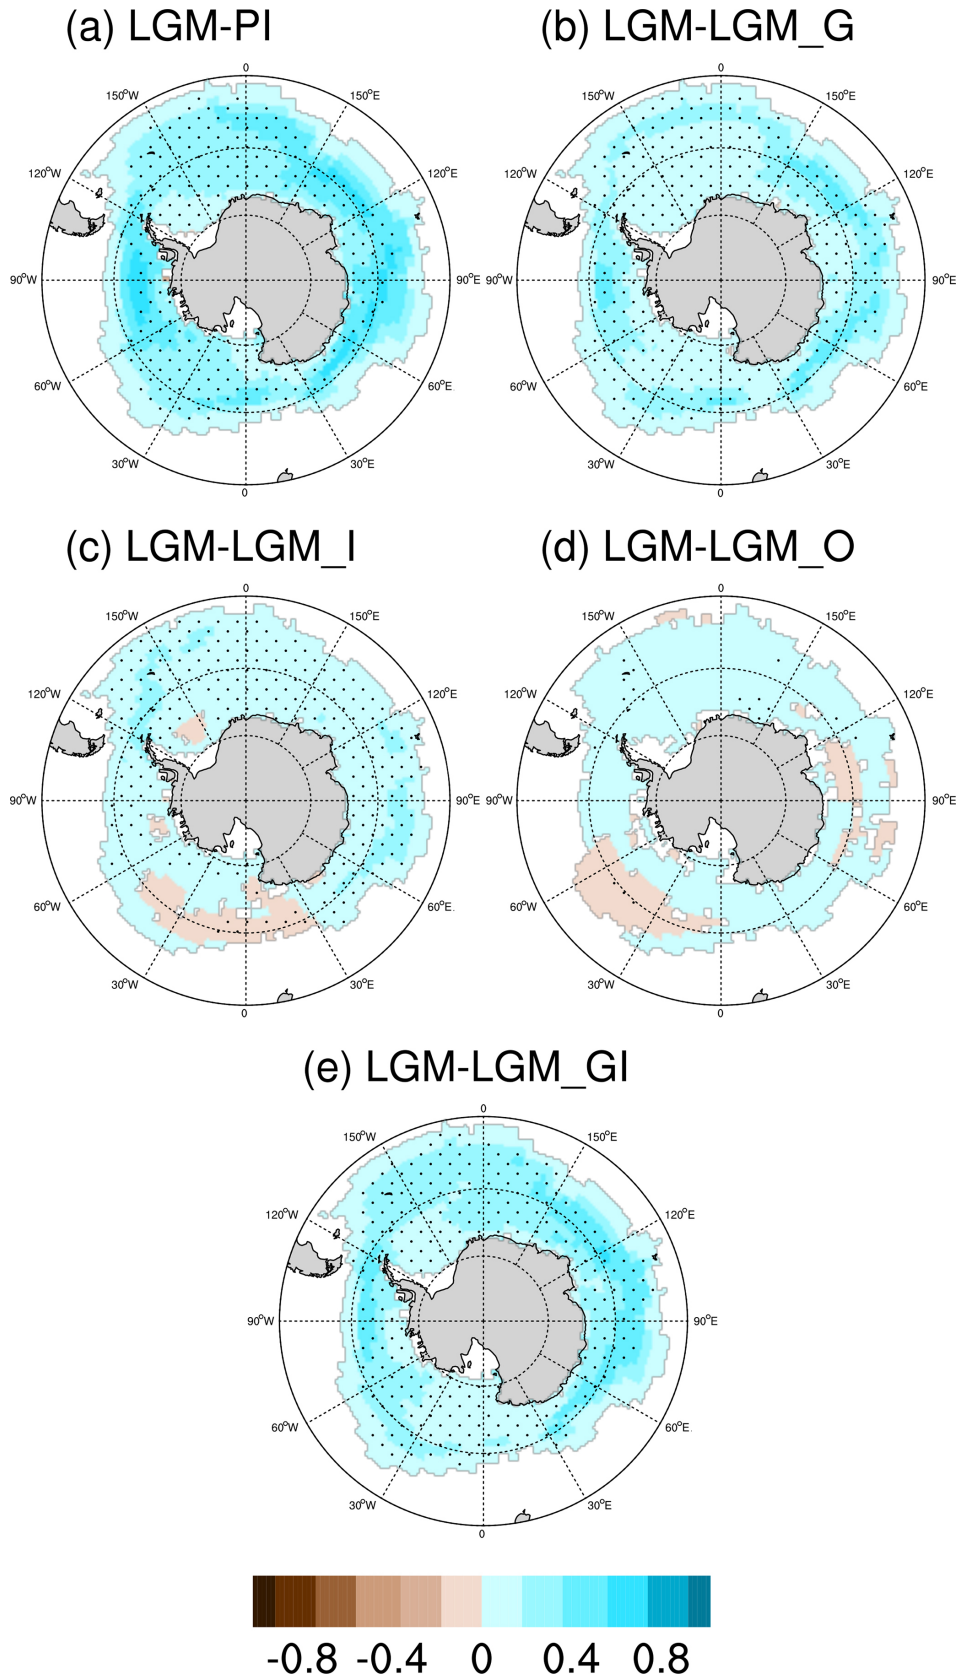 (a) LGM-PI
(b) LGM-LGM_G
0
0
150°W
150°E
150°W
150°E
120°W
120°E
120°W
120°E
90°W
90°E
90°W
90°E
60°W
60°E
60°W
60°E
30°W
30°E
30°W
30°E
0
0
(c) LGM-LGM_I
(d) LGM-LGM_O
0
0
150°W
150°E
150°W
150°E
120°W
120°E
120°W
120°E
90°W
90°E
90°W
90°E
60°W
60°E
60°W
60°E
30°W
30°E
30°W
30°E
0
0
(e) LGM-LGM_GI
0
150°W
150°E
120°W
120°E
90°W
90°E
60°W
60°E
30°W
30°E
0
-0.8 -0.4 0 0.4 0.8